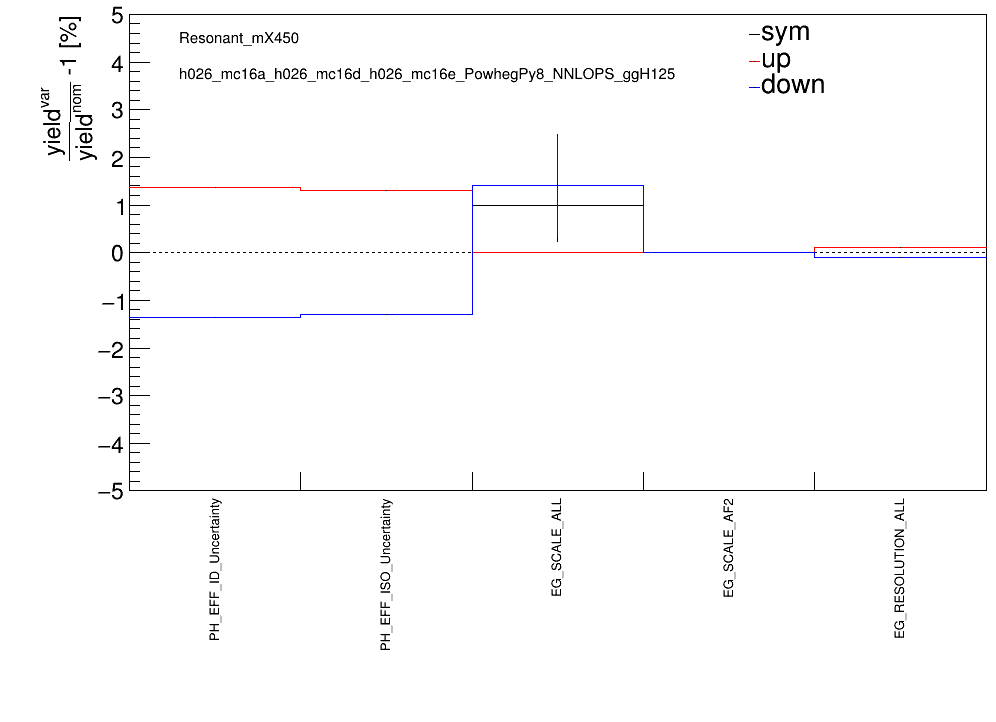 yield^var / yield^nom -1 [%]
Resonant_mX450
h026_mc16a_h026_mc16d_h026_mc16e_PowhegPy8_NNLOPS_ggH125
–sym
–up
–down
5
4
3
2
1
0
−1
−2
−3
−4
−5
PH_EFF_ID_Uncertainty
PH_EFF_ISO_Uncertainty
EG_SCALE_ALL
EG_SCALE_AF2
EG_RESOLUTION_ALL